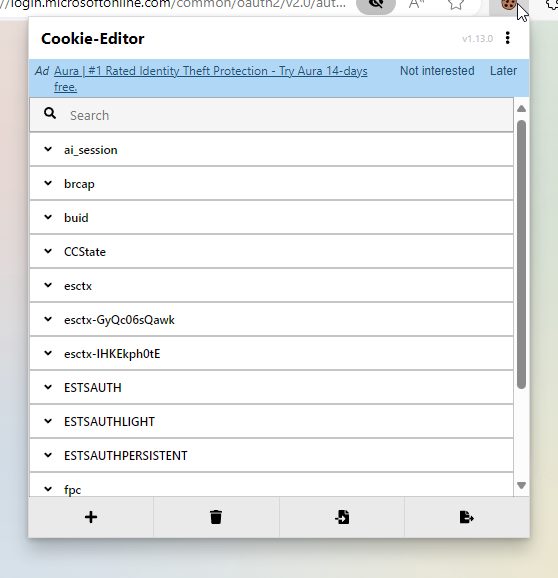 //login.microsoftonline.com/common/oauth2/v2.0/aut...
Cookie-Editor
v1.13.0
Ad Aura | #1 Rated Identity Theft Protection - Try Aura 14-days free.
Not interested
Later
Search
ai_session
brcap
buid
CCState
esctx
esctx-GyQc06sQawk
esctx-IHKEkph0tE
ESTSAUTH
ESTSAUTHLIGHT
ESTSAUTHPERSISTENT
fpc